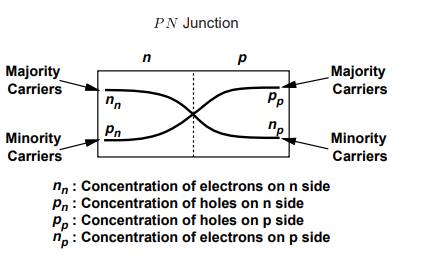 PN Junction
n
p
Majority
Carriers
Majority
Carriers
nn
Pp
Minority
Carriers
Pn
np
Minority
Carriers
nn : Concentration of electrons on n side
Pn : Concentration of holes on n side
Pp : Concentration of holes on p side
np : Concentration of electrons on p side